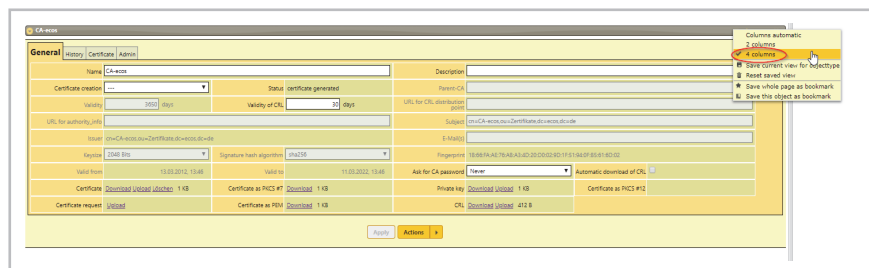 CA-ecos
General History Certificate Admin
Name CA-ecos Description
Certificate creation --- Status certificate generated Parent-CA
Validity 3650 days Validity of CRL 30 days URL for CRL distribution point
URL for authority_info Subject cn=CA-ecos,ou=Zertifikate,dc=ecos,dc=de
Issuer cn=CA-ecos,ou=Zertifikate,dc=ecos,dc=de E-Mail(s)
Keysize 2048 Bits Signature hash algorithm sha256 Fingerprint
Valid from 13.03.2012, 13:46 Valid to 11.03.2022, 13:46 Ask for CA password Never Automatic download of CRL
Certificate Download Upload Löschen 1 KB Certificate as PKCS #7 Download 1 KB Private key Download Upload 1 KB Certificate as PKCS #12
Certificate request Upload Certificate as PEM Download 1 KB CRL Download Upload 412 B
Apply Actions
Columns automatic
2 columns
4 columns
Save current view for objecttype
Reset saved view
Save whole page as bookmark
Save this object as bookmark